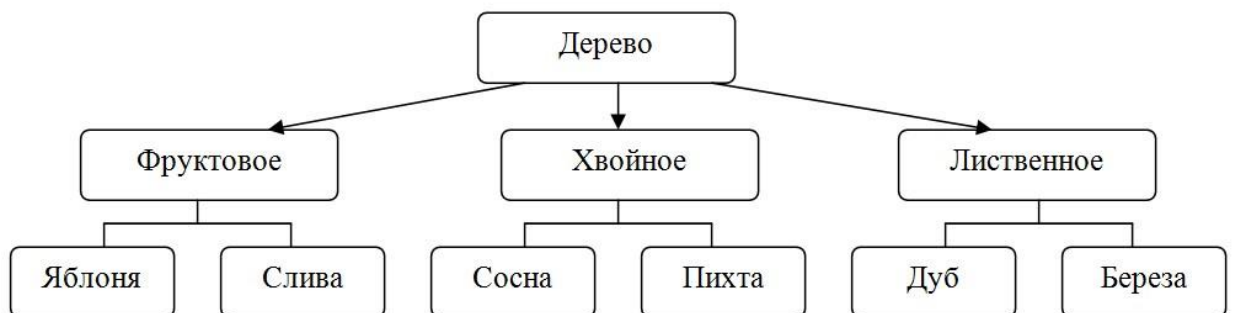 Дерево
Фруктовое
Хвойное
Лиственное
Яблоня
Слива
Сосна
Пихта
Дуб
Береза